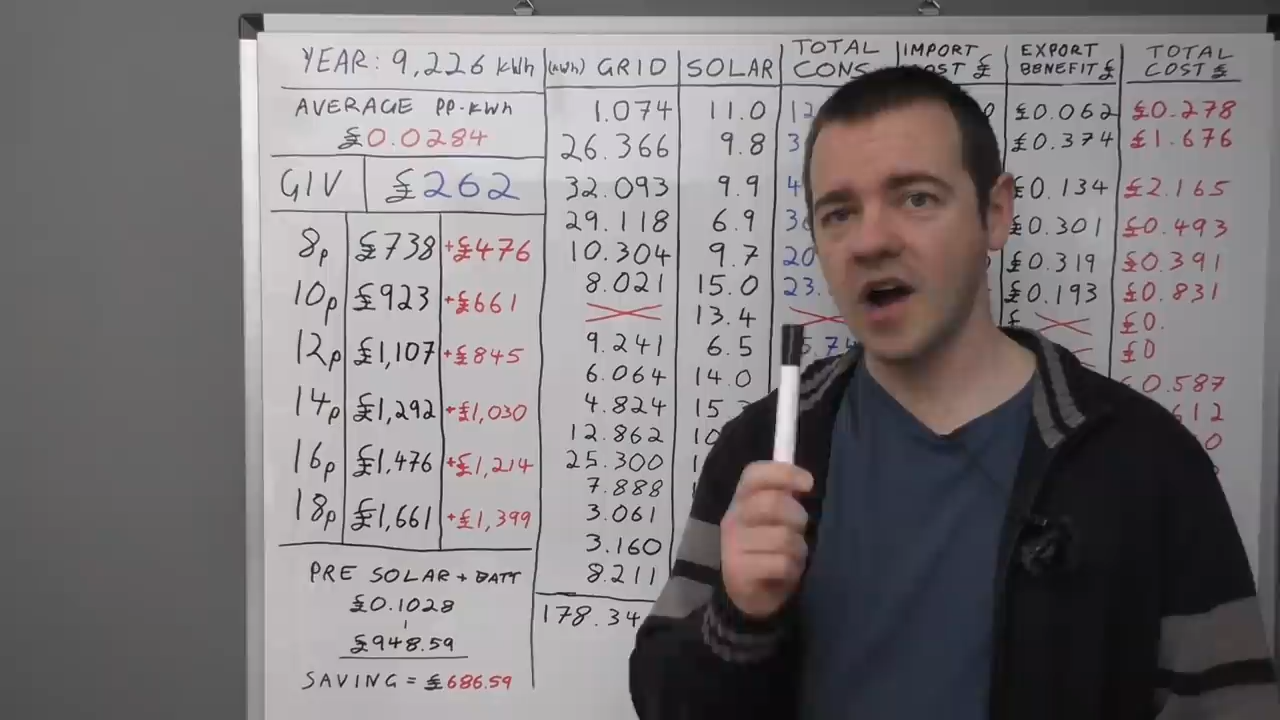 YEAR: 9,226 kWh
AVERAGE PP.KWh
£0.0284
GIV £262
8p £738 +£476
10p £923 +£661
12p £1,107 +£845
14p £1,292 +£1,030
16p £1,476 +£1,214
18p £1,661 +£1,399
PRE SOLAR + BATT
£0.1028
£948.59
SAVING = £686.59
(kWh) GRID SOLAR TOTAL CONS IMPORT £ EXPORT BENEFIT £ TOTAL COST £
1.074 11.0 £0.062 £0.278
26.366 9.8 £0.374 £1.676
32.093 9.9 £0.134 £2.165
29.118 6.9 £0.301 £0.493
10.304 9.7 £0.319 £0.391
8.021 15.0 £0.193 £0.831
13.4 £ £0.
9.241 6.5 £0
6.064 14.0 £0.587
4.824
12.862
25.300
7.888
3.061
3.160
8.211